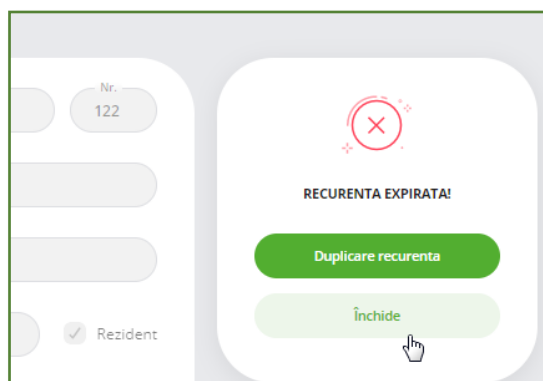 Nr.
122
Rezident
RECURENTA EXPIRATA!
Duplicare recurenta
Închide